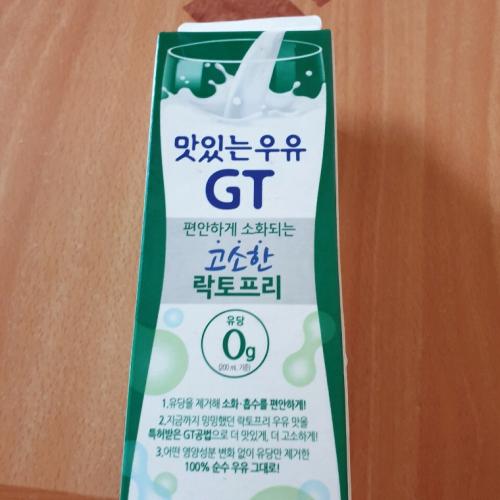 맛있는우유
GT
편안하게 소화되는
고소한
락토프리
유당
0g
(200 mL 기준)
1.유당을 제거해 소화·흡수를 편안하게!
2.지금까지 밍밍했던 락토프리 우유 맛을
특허받은 GT공법으로 더 맛있게, 더 고소하게!
3.어떤 영양성분 변화 없이 유당만 제거한
100% 순수 우유 그대로!